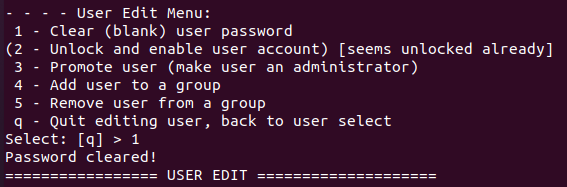 - - - - User Edit Menu:
 1 - Clear (blank) user password
(2 - Unlock and enable user account) [seems unlocked already]
 3 - Promote user (make user an administrator)
 4 - Add user to a group
 5 - Remove user from a group
 q - Quit editing user, back to user select
Select: [q] > 1
Password cleared!
================= USER EDIT ====================